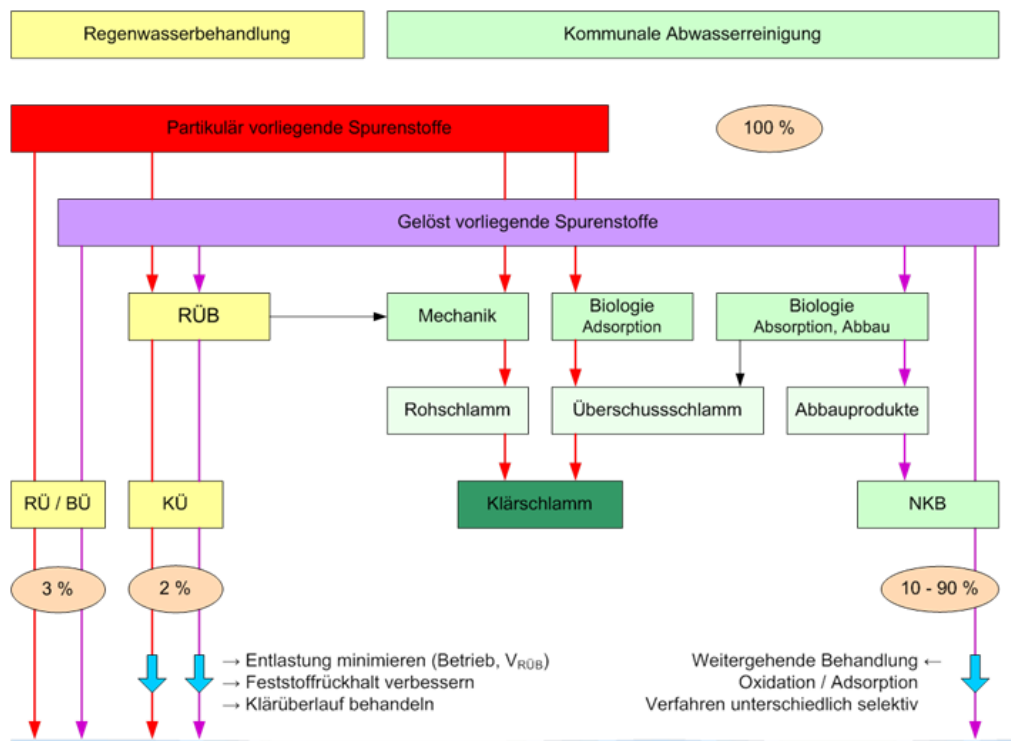 Regenwasserbehandlung
Kommunale Abwasserreinigung
Partikulär vorliegende Spurenstoffe
100 %
Gelöst vorliegende Spurenstoffe
RÜB
Mechanik
Biologie
Adsorption
Biologie
Absorption, Abbau
Rohschlamm
Überschussschlamm
Abbauprodukte
RÜ / BÜ
KÜ
Klärschlamm
NKB
3 %
2 %
10 - 90 %
→ Entlastung minimieren (Betrieb, VRÜB)
→ Feststoffrückhalt verbessern
→ Klärüberlauf behandeln
Weitergehende Behandlung ←
Oxidation / Adsorption
Verfahren unterschiedlich selektiv